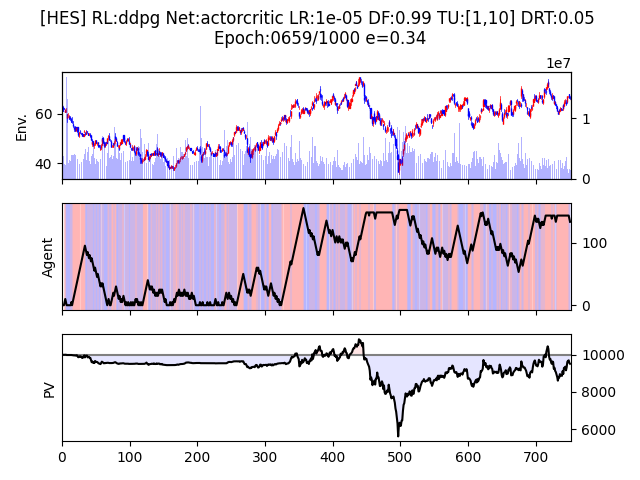 [HES] RL:ddpg Net:actorcritic LR:1e-05 DF:0.99 TU:[1,10] DRT:0.05
Epoch:0659/1000 e=0.34
1e7
Env.
60
40
1
0
Agent
100
0
PV
10000
8000
6000
0 100 200 300 400 500 600 700